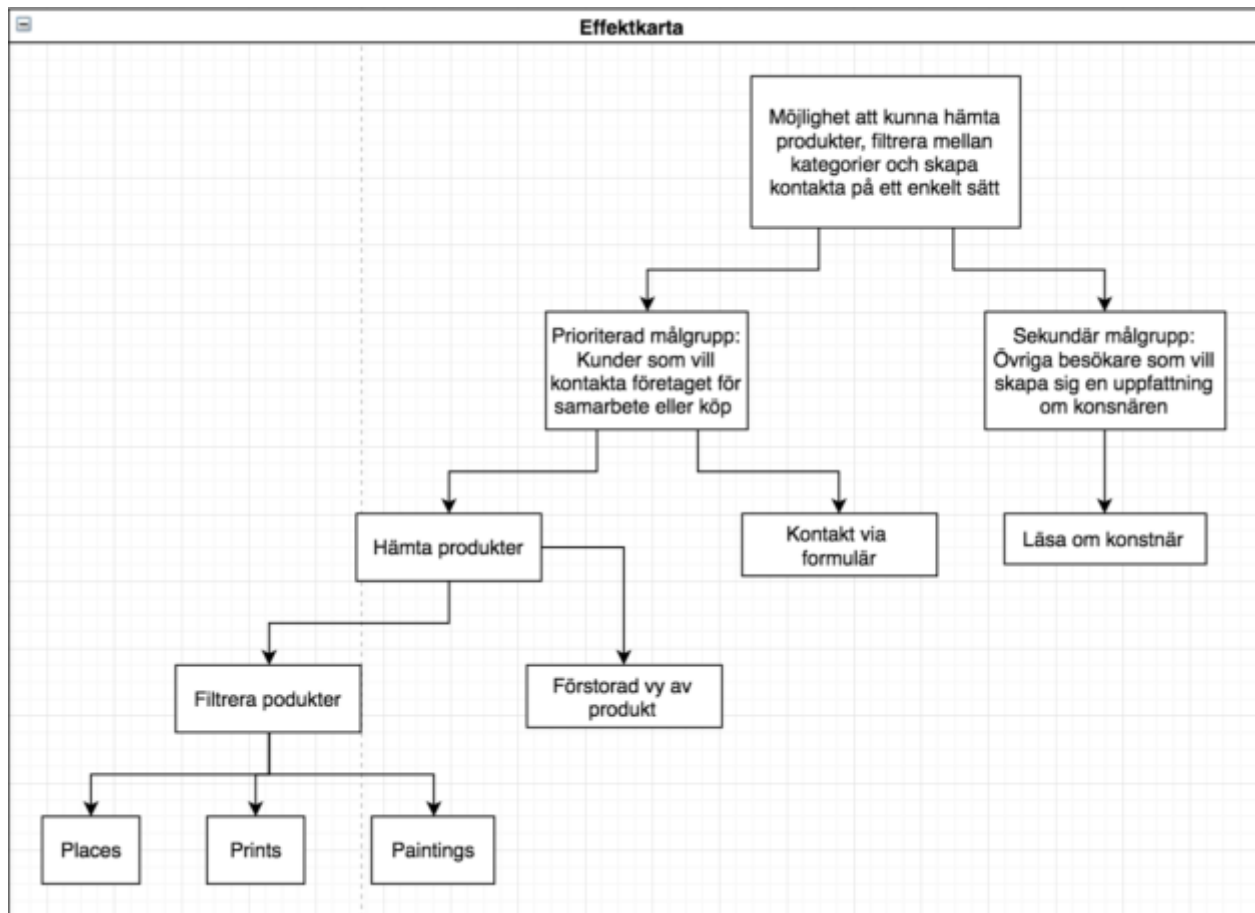 Effektkarta
Möjlighet att kunna hämta
produkter, filtrera mellan
kategorier och skapa
kontakta på ett enkelt sätt
Prioriterad målgrupp:
Kunder som vill
kontakta företaget för
samarbete eller köp
Sekundär målgrupp:
Övriga besökare som vill
skapa sig en uppfattning
om konsnären
Hämta produkter
Kontakt via
formulär
Läsa om konstnär
Filtrera podukter
Förstorad vy av
produkt
Places
Prints
Paintings